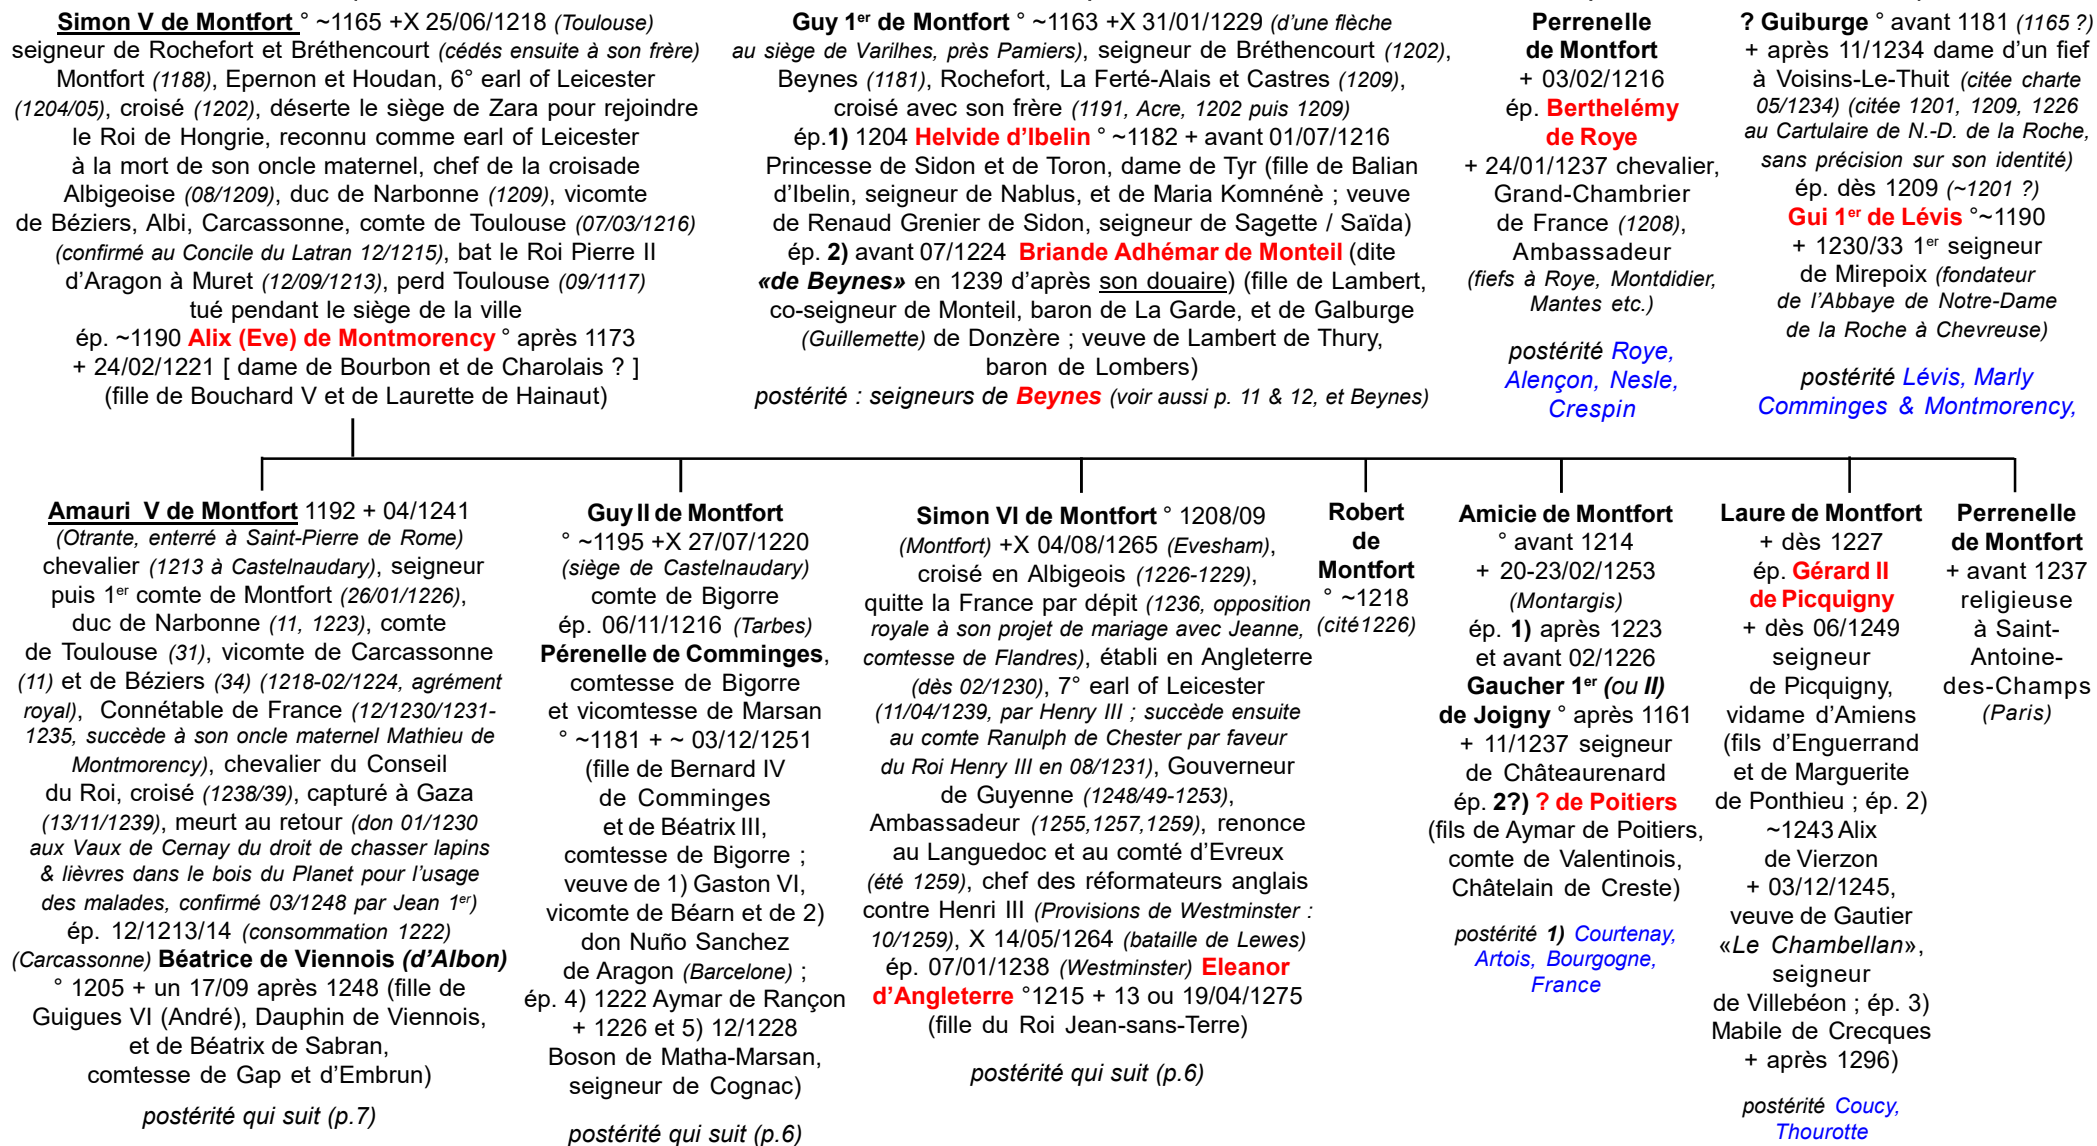 Simon V de Montfort ° ~1165 +X 25/06/1218 (Toulouse)
seigneur de Rochefort et Bréthencourt (cédés ensuite à son frère)
Montfort (1188), Epernon et Houdan, 6° earl of Leicester
(1204/05), croisé (1202), déserte le siège de Zara pour rejoindre
le Roi de Hongrie, reconnu comme earl of Leicester
à la mort de son oncle maternel, chef de la croisade
Albigeoise (08/1209), duc de Narbonne (1209), vicomte
de Béziers, Albi, Carcassonne, comte de Toulouse (07/03/1216)
(confirmé au Concile du Latran 12/1215), bat le Roi Pierre II
d'Aragon à Muret (12/09/1213), perd Toulouse (09/1117)
tué pendant le siège de la ville
ép. ~1190 Alix (Eve) de Montmorency ° après 1173
+ 24/02/1221 [ dame de Bourbon et de Charolais ? ]
(fille de Bouchard V et de Laurette de Hainaut)
Guy 1er de Montfort ° ~1163 +X 31/01/1229 (d'une flèche
au siège de Varilhes, près Pamiers), seigneur de Bréthencourt (1202),
Beynes (1181), Rochefort, La Ferté-Alais et Castres (1209),
croisé avec son frère (1191, Acre, 1202 puis 1209)
ép.1) 1204 Helvide d'Ibelin ° ~1182 + avant 01/07/1216
Princesse de Sidon et de Toron, dame de Tyr (fille de Balian
d'Ibelin, seigneur de Nablus, et de Maria Komnénè ; veuve
de Renaud Grenier de Sidon, seigneur de Sagette / Saïda)
ép. 2) avant 07/1224 Briande Adhémar de Monteil (dite
«de Beynes» en 1239 d'après son douaire) (fille de Lambert,
co-seigneur de Monteil, baron de La Garde, et de Galburge
(Guillemette) de Donzère ; veuve de Lambert de Thury,
baron de Lombers)
postérité : seigneurs de Beynes (voir aussi p. 11 & 12, et Beynes)
Perrenelle
de Montfort
+ 03/02/1216
ép. Berthelémy
de Roye
+ 24/01/1237 chevalier,
Grand-Chambrier
de France (1208),
Ambassadeur
(fiefs à Roye, Montdidier,
Mantes etc.)
postérité Roye,
Alençon, Nesle,
Crespin
? Guiburge ° avant 1181 (1165 ?)
+ après 11/1234 dame d'un fief
à Voisins-Le-Thuit (citée charte
05/1234) (citée 1201, 1209, 1226
au Cartulaire de N.-D. de la Roche,
sans précision sur son identité)
ép. dès 1209 (~1201 ?)
Gui 1er de Lévis °~1190
+ 1230/33 1er seigneur
de Mirepoix (fondateur
de l'Abbaye de Notre-Dame
de la Roche à Chevreuse)
postérité Lévis, Marly
Comminges & Montmorency,
Amauri V de Montfort 1192 + 04/1241
(Otrante, enterré à Saint-Pierre de Rome)
chevalier (1213 à Castelnaudary), seigneur
puis 1er comte de Montfort (26/01/1226),
duc de Narbonne (11, 1223), comte
de Toulouse (31), vicomte de Carcassonne
(11) et de Béziers (34) (1218-02/1224, agrément
royal), Connétable de France (12/1230/1231-
1235, succède à son oncle maternel Mathieu de
Montmorency), chevalier du Conseil
du Roi, croisé (1238/39), capturé à Gaza
(13/11/1239), meurt au retour (don 01/1230
aux Vaux de Cernay du droit de chasser lapins
& lièvres dans le bois du Planet pour l'usage
des malades, confirmé 03/1248 par Jean 1er)
ép. 12/1213/14 (consommation 1222)
(Carcassonne) Béatrice de Viennois (d'Albon)
° 1205 + un 17/09 après 1248 (fille de
Guigues VI (André), Dauphin de Viennois,
et de Béatrix de Sabran,
comtesse de Gap et d'Embrun)
postérité qui suit (p.7)
Guy II de Montfort
° ~1195 +X 27/07/1220
(siège de Castelnaudary)
comte de Bigorre
ép. 06/11/1216 (Tarbes)
Pérenelle de Comminges,
comtesse de Bigorre
et vicomtesse de Marsan
° ~1181 + ~ 03/12/1251
(fille de Bernard IV
de Comminges
et de Béatrix III,
comtesse de Bigorre ;
veuve de 1) Gaston VI,
vicomte de Béarn et de 2)
don Nuño Sanchez
de Aragon (Barcelone) ;
ép. 4) 1222 Aymar de Rançon
+ 1226 et 5) 12/1228
Boson de Matha-Marsan,
seigneur de Cognac)
postérité qui suit (p.6)
Simon VI de Montfort ° 1208/09
(Montfort) +X 04/08/1265 (Evesham),
croisé en Albigeois (1226-1229),
quitte la France par dépit (1236, opposition
royale à son projet de mariage avec Jeanne,
comtesse de Flandres), établi en Angleterre
(dès 02/1230), 7° earl of Leicester
(11/04/1239, par Henry III ; succède ensuite
au comte Ranulph de Chester par faveur
du Roi Henry III en 08/1231), Gouverneur
de Guyenne (1248/49-1253),
Ambassadeur (1255,1257,1259), renonce
au Languedoc et au comté d'Evreux
(été 1259), chef des réformateurs anglais
contre Henri III (Provisions de Westminster :
10/1259), X 14/05/1264 (bataille de Lewes)
ép. 07/01/1238 (Westminster) Eleanor
d'Angleterre °1215 + 13 ou 19/04/1275
(fille du Roi Jean-sans-Terre)
postérité qui suit (p.6)
Robert
de
Montfort
° ~1218
(cité1226)
Amicie de Montfort
° avant 1214
+ 20-23/02/1253
(Montargis)
ép. 1) après 1223
et avant 02/1226
Gaucher 1er (ou II)
de Joigny ° après 1161
+ 11/1237 seigneur
de Châteaurenard
ép. 2?) ? de Poitiers
(fils de Aymar de Poitiers,
comte de Valentinois,
Châtelain de Creste)
postérité 1) Courtenay,
Artois, Bourgogne,
France
Laure de Montfort
+ dès 1227
ép. Gérard II
de Picquigny
+ dès 06/1249
seigneur
de Picquigny,
vidame d'Amiens
(fils d'Enguerrand
et de Marguerite
de Ponthieu ; ép. 2)
~1243 Alix
de Vierzon
+ 03/12/1245,
veuve de Gautier
«Le Chambellan»,
seigneur
de Villebéon ; ép. 3)
Mabile de Crecques
+ après 1296)
postérité Coucy,
Thourotte
Perrenelle
de Montfort
+ avant 1237
religieuse
à Saint-
Antoine-
des-Champs
(Paris)